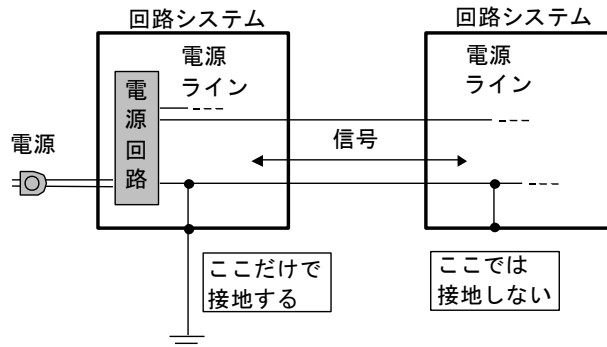 回路システム
電源
ライン
電源回路
電源
信号
ここだけで
接地する
回路システム
電源
ライン
ここでは
接地しない